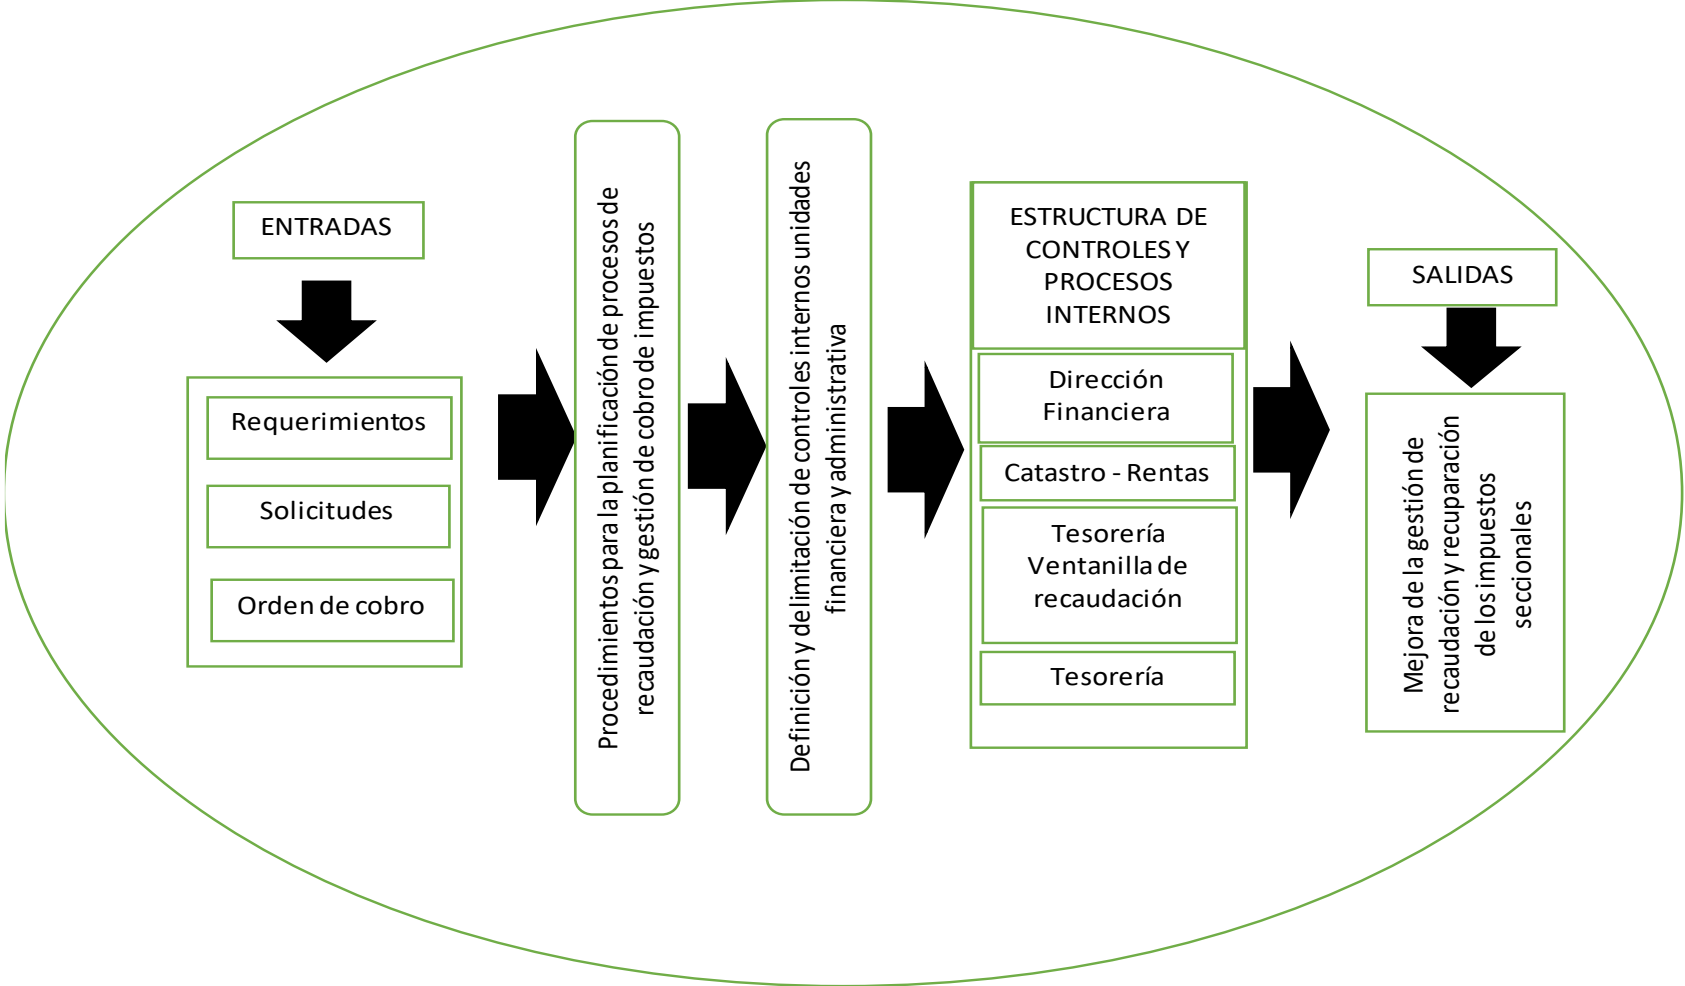 ENTRADAS
Requerimientos
Solicitudes
Orden de cobro
Procedimientos para la planificación de procesos de
recaudación y gestión de cobro de impuestos
Definición y delimitación de controles internos unidades
financiera y administrativa
ESTRUCTURA DE
CONTROLES Y
PROCESOS
INTERNOS
Dirección
Financiera
Catastro - Rentas
Tesorería
Ventanilla de
recaudación
Tesorería
SALIDAS
Mejora de la gestión de
recaudación y recuparación
de los impuestos
seccionales